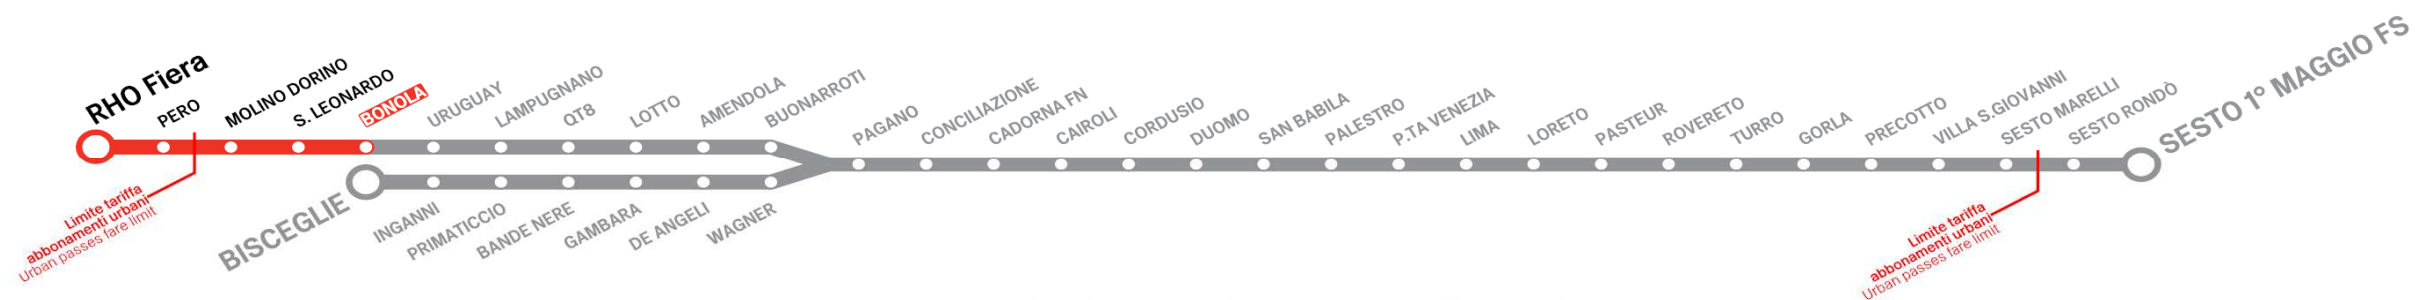 RHO Fiera
PERO
MOLINO DORINO
S. LEONARDO
BONOLA
URUGUAY
LAMPUGNANO
QT8
LOTTO
AMENDOLA
BUONARROTI
PAGANO
CONCILIAZIONE
CADORNA FN
CAIROLI
CORDUSIO
DUOMO
SAN BABILA
PALESTRO
P.TA VENEZIA
LIMA
LORETO
PASTEUR
ROVERETO
TURRO
GORLA
PRECOTTO
VILLA S.GIOVANNI
SESTO MARELLI
SESTO RONDÒ
SESTO 1° MAGGIO FS
BISCEGLIE
INGANNI
PRIMATICCIO
BANDE NERE
GAMBARA
DE ANGELI
WAGNER
Limite tariffa
abbonamenti urbani
Urban passes fare limit
Limite tariffa
abbonamenti urbani
Urban passes fare limit